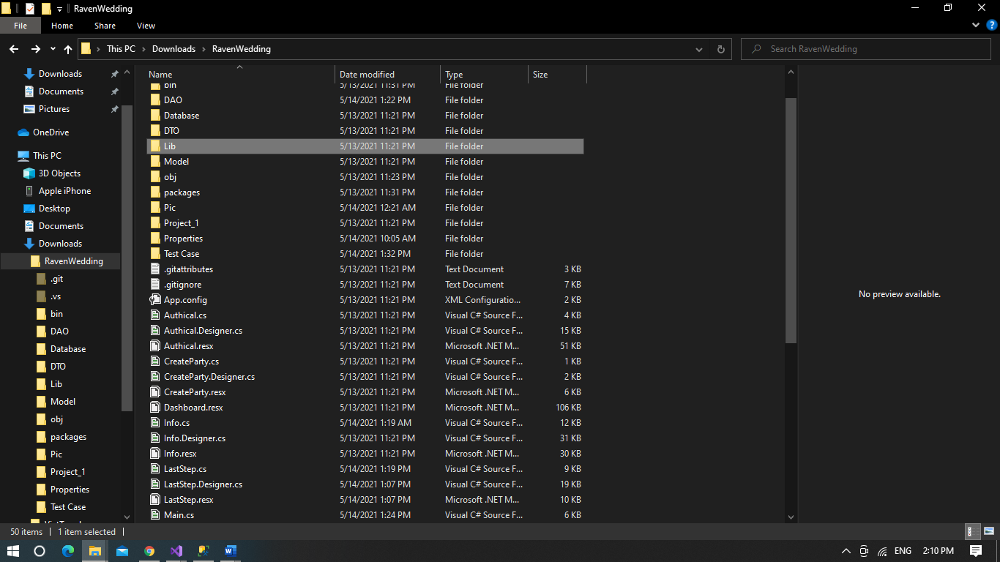 RavenWedding
File Home Share View
This PC Downloads RavenWedding Search RavenWedding
Downloads
Documents
Pictures
OneDrive
This PC
3D Objects
Apple iPhone
Desktop
Documents
Downloads
RavenWedding
.git
.vs
bin
DAO
Database
DTO
Lib
Model
obj
packages
Pic
Project_1
Properties
Test Case
Name Date modified Type Size
bin 5/13/2021 11:31 PM File folder
DAO 5/14/2021 1:22 PM File folder
Database 5/13/2021 11:21 PM File folder
DTO 5/13/2021 11:21 PM File folder
Lib 5/13/2021 11:21 PM File folder
Model 5/13/2021 11:21 PM File folder
obj 5/13/2021 11:23 PM File folder
packages 5/13/2021 11:31 PM File folder
Pic 5/14/2021 12:21 AM File folder
Project_1 5/13/2021 11:21 PM File folder
Properties 5/14/2021 10:05 AM File folder
Test Case 5/14/2021 1:32 PM File folder
.gitattributes 5/13/2021 11:21 PM Text Document 3 KB
.gitignore 5/13/2021 11:21 PM Text Document 7 KB
App.config 5/13/2021 11:21 PM XML Configuratio... 2 KB
Authical.cs 5/13/2021 11:21 PM Visual C# Source F... 4 KB
Authical.Designer.cs 5/13/2021 11:21 PM Visual C# Source F... 15 KB
Authical.resx 5/13/2021 11:21 PM Microsoft .NET M... 51 KB
CreateParty.cs 5/13/2021 11:21 PM Visual C# Source F... 1 KB
CreateParty.Designer.cs 5/13/2021 11:21 PM Visual C# Source F... 2 KB
CreateParty.resx 5/13/2021 11:21 PM Microsoft .NET M... 6 KB
Dashboard.resx 5/13/2021 11:21 PM Microsoft .NET M... 106 KB
Info.cs 5/14/2021 1:19 AM Visual C# Source F... 12 KB
Info.Designer.cs 5/13/2021 11:21 PM Visual C# Source F... 31 KB
Info.resx 5/13/2021 11:21 PM Microsoft .NET M... 30 KB
LastStep.cs 5/14/2021 1:19 PM Visual C# Source F... 9 KB
LastStep.Designer.cs 5/14/2021 1:07 PM Visual C# Source F... 19 KB
LastStep.resx 5/14/2021 1:07 PM Microsoft .NET M... 10 KB
Main.cs 5/14/2021 1:24 PM Visual C# Source F... 6 KB
No preview available.
50 items 1 item selected
ENG 2:10 PM